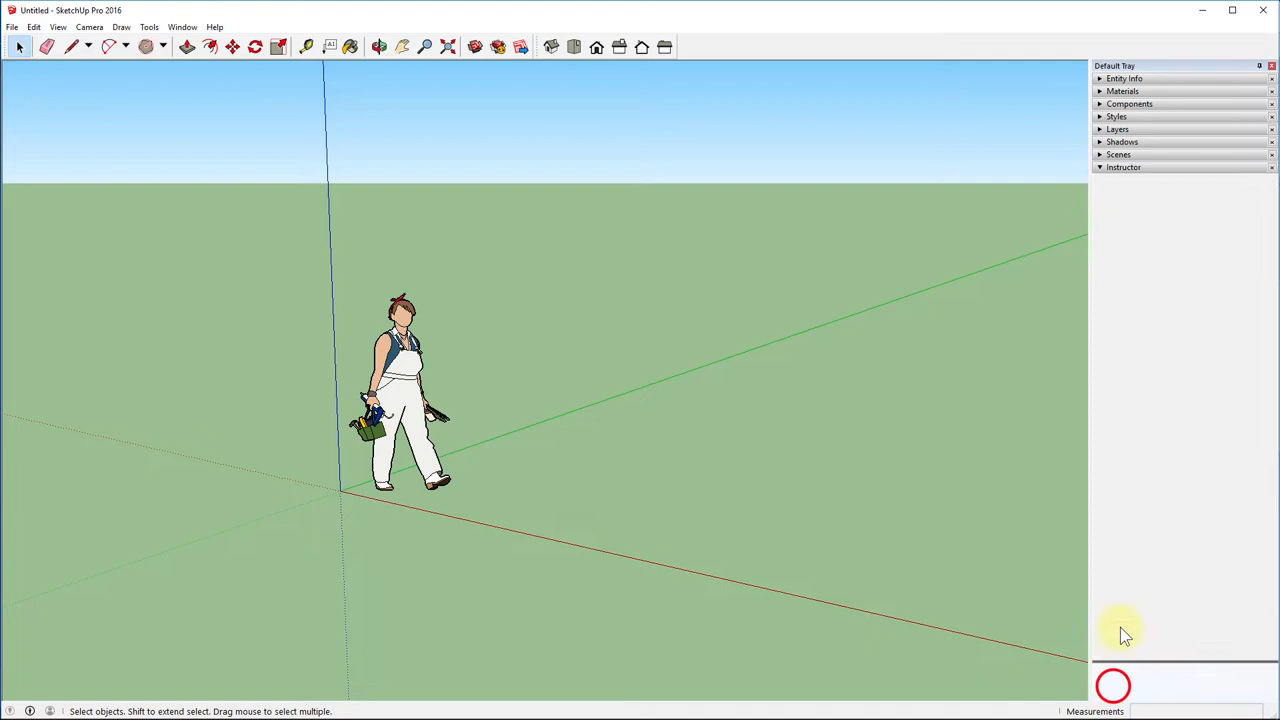 Untitled - SketchUp Pro 2016
File Edit View Camera Draw Tools Window Help
A1
Default Tray
Entity Info
Materials
Components
Styles
Layers
Shadows
Scenes
Instructor
Select objects. Shift to extend select. Drag mouse to select multiple.
Measurements